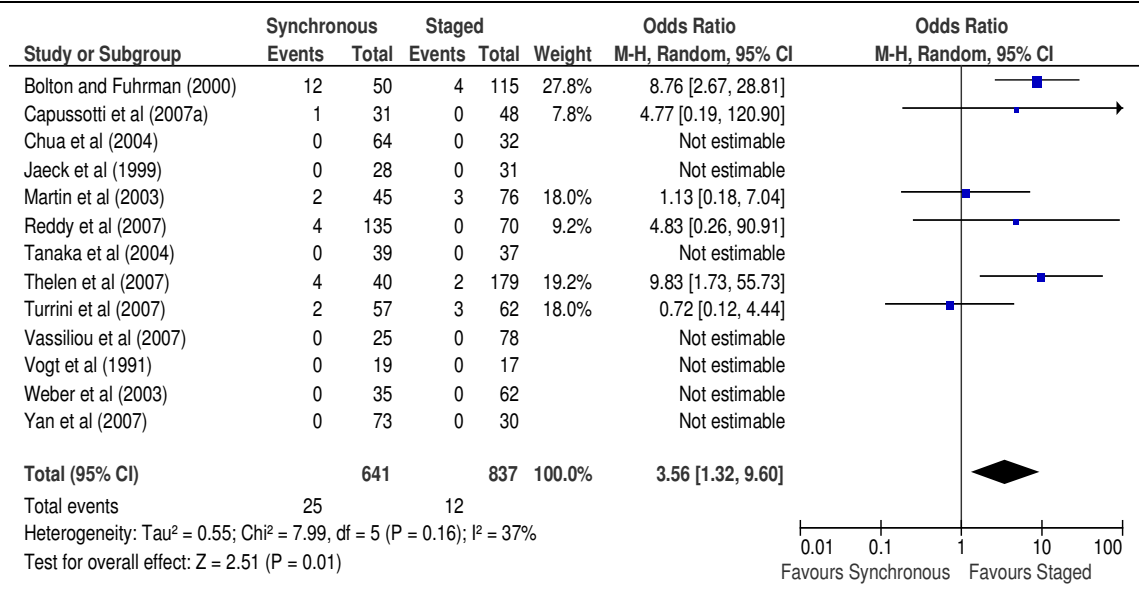 Synchronous Staged Odds Ratio Odds Ratio
Study or Subgroup Events Total Events Total Weight M-H, Random, 95% CI M-H, Random, 95% CI
Bolton and Fuhrman (2000) 12 50 4 115 27.8% 8.76 [2.67, 28.81]
Capussotti et al (2007a) 1 31 0 48 7.8% 4.77 [0.19, 120.90]
Chua et al (2004) 0 64 0 32 Not estimable
Jaeck et al (1999) 0 28 0 31 Not estimable
Martin et al (2003) 2 45 3 76 18.0% 1.13 [0.18, 7.04]
Reddy et al (2007) 4 135 0 70 9.2% 4.83 [0.26, 90.91]
Tanaka et al (2004) 0 39 0 37 Not estimable
Thelen et al (2007) 4 40 2 179 19.2% 9.83 [1.73, 55.73]
Turrini et al (2007) 2 57 3 62 18.0% 0.72 [0.12, 4.44]
Vassiliou et al (2007) 0 25 0 78 Not estimable
Vogt et al (1991) 0 19 0 17 Not estimable
Weber et al (2003) 0 35 0 62 Not estimable
Yan et al (2007) 0 73 0 30 Not estimable
Total (95% CI) 641 837 100.0% 3.56 [1.32, 9.60]
Total events 25 12
Heterogeneity: Tau² = 0.55; Chi² = 7.99, df = 5 (P = 0.16); I² = 37%
Test for overall effect: Z = 2.51 (P = 0.01)
0.01 0.1 1 10 100
Favours Synchronous Favours Staged